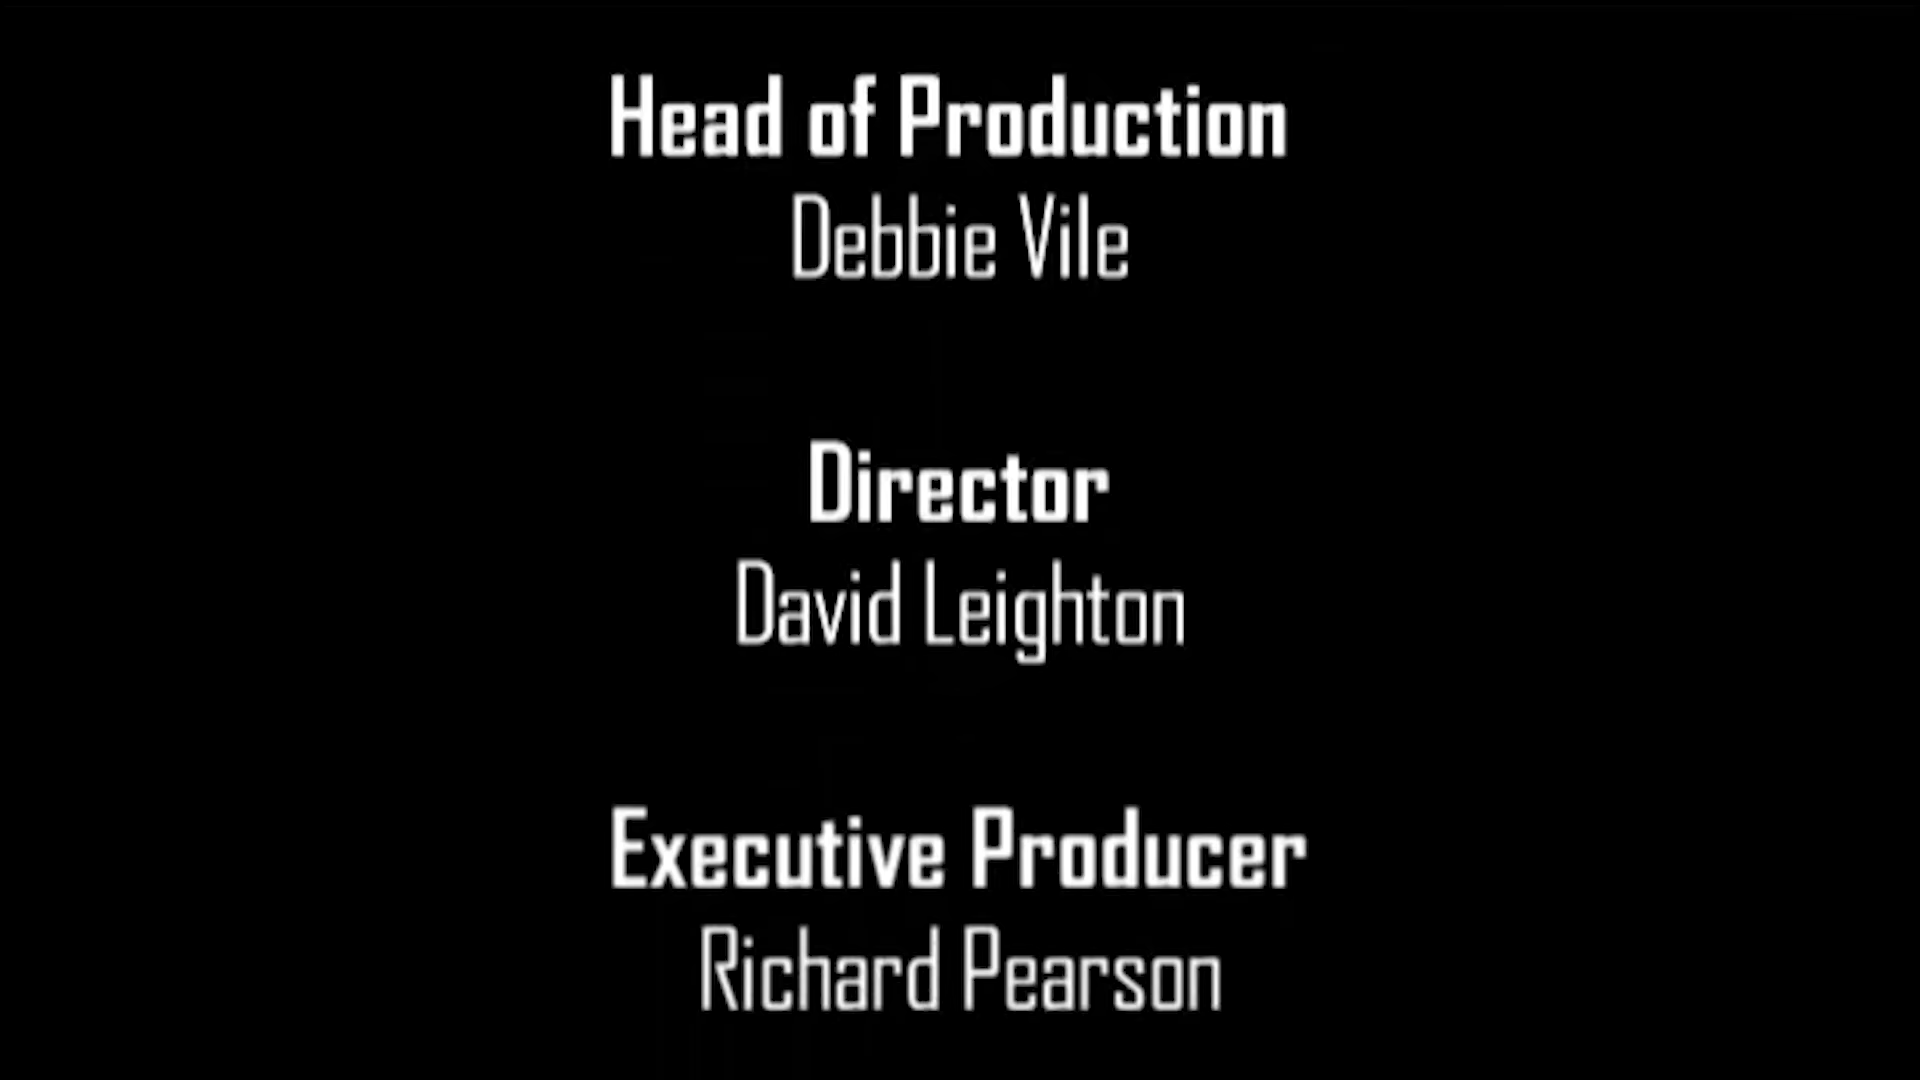 Head of Production
Debbie Vile
Director
David Leighton
Executive Producer
Richard Pearson